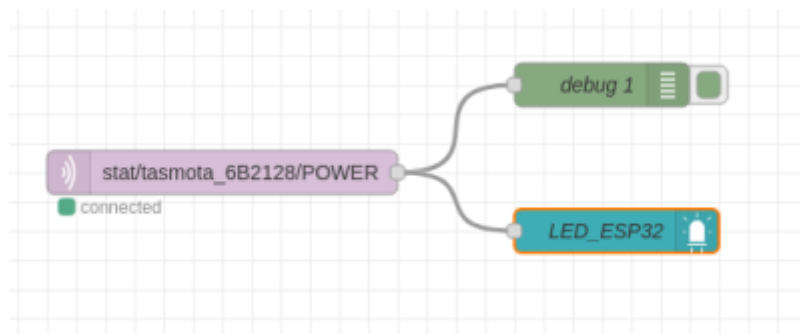 debug 1
stat/tasmota_6B2128/POWER
connected
LED_ESP32